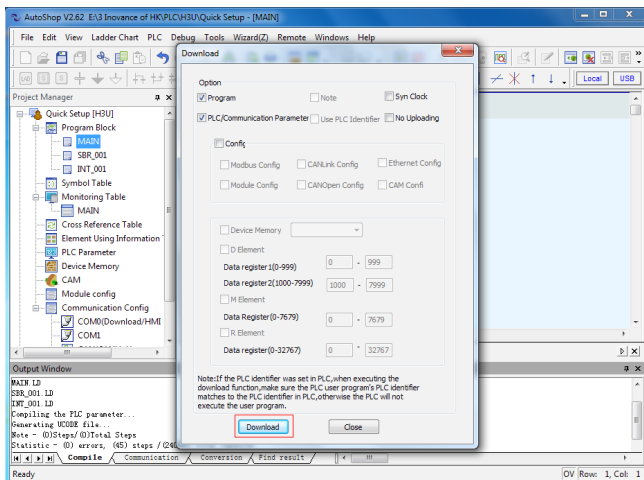 AutoShop V2.62 E:\3 Inovance of HK\PLC\H3U\Quick Setup - [MAIN]
File Edit View Ladder Chart PLC Debug Tools Wizard(Z) Remote Windows Help
Local USB
Project Manager
Quick Setup [H3U]
Program Block
MAIN
SBR_001
INT_001
Symbol Table
Monitoring Table
MAIN
Cross Reference Table
Element Using Information
PLC Parameter
Device Memory
CAM
Module config
Communication Config
COM0(Download/HMI
COM1
Download
Option
Program Note Syn Clock
PLC/Communication Parameter Use PLC Identifier No Uploading
Config
Modbus Config CANLink Config Ethernet Config
Module Config CANOpen Config CAM Confi
Device Memory
D Element
Data register1(0-999) 0 - 999
Data register2(1000-7999) 1000 - 7999
M Element
Data Register(0-7679) 0 - 7679
R Element
Data register(0-32767) 0 - 32767
Note:If the PLC identifier was set in PLC,when executing the
download function,make sure the PLC user program's PLC identifier
matches to the PLC identifier in PLC,otherwise the PLC will not
execute the user program.
Download Close
Output Window
MAIN.LD
SBR_001.LD
INT_001.LD
Compiling the PLC parameter...
Generating UCODE file...
Note - (0)Steps/(0)Total Steps
Statistic - (0) errors, (45) steps /(240
Compile Communication Conversion Find result
Ready OV Row: 1, Col: 1